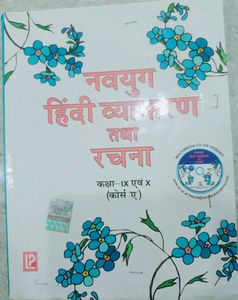 नवयुग
हिंदी व्याकरण
तथा
रचना
कक्षा–IX एवं X
(कोर्स 'ए')